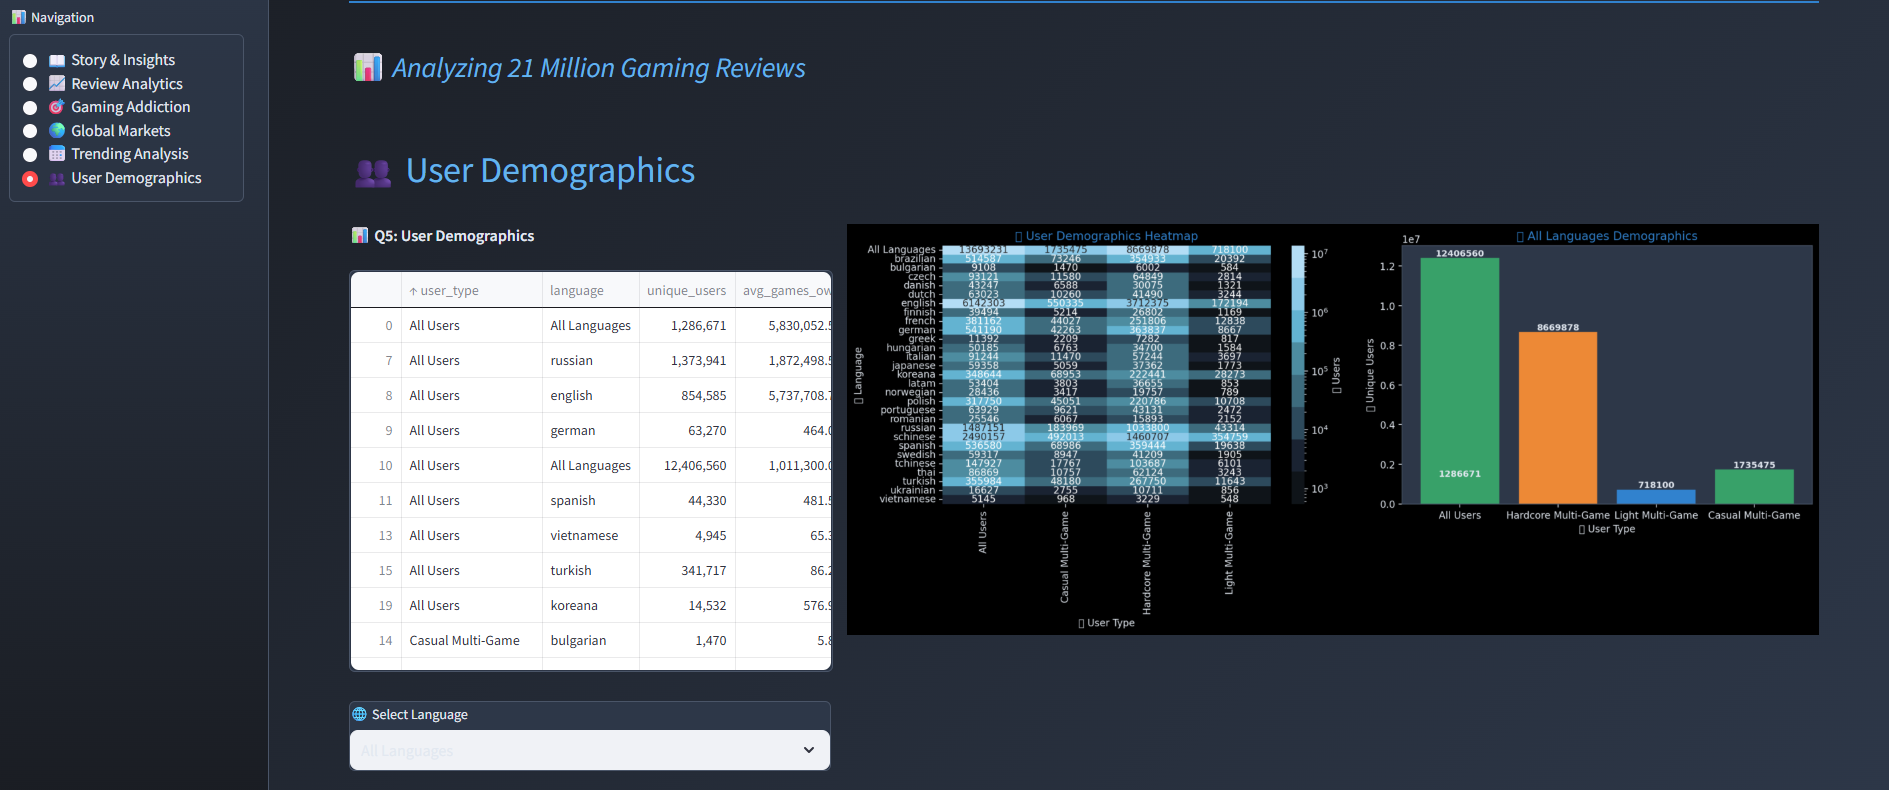 📊 Navigation
📖 Story & Insights
📈 Review Analytics
🎯 Gaming Addiction
🌍 Global Markets
📅 Trending Analysis
👥 User Demographics
📊 Analyzing 21 Million Gaming Reviews
👥 User Demographics
📊 Q5: User Demographics
↑ user_type language unique_users avg_games_ow
0 All Users All Languages 1,286,671 5,830,052.5
7 All Users russian 1,373,941 1,872,498.5
8 All Users english 854,585 5,737,708.7
9 All Users german 63,270 464.0
10 All Users All Languages 12,406,560 1,011,300.0
11 All Users spanish 44,330 481.5
13 All Users vietnamese 4,945 65.3
15 All Users turkish 341,717 86.2
19 All Users koreana 14,532 576.9
14 Casual Multi-Game bulgarian 1,470 5.8
🌐 Select Language
All Languages
User Demographics Heatmap
All Languages 13693231 1735475 8669878 718100
brazilian 514587 73246 354933 20392
bulgarian 9108 1470 6002 584
czech 93121 11580 64849 2814
danish 43247 6588 30075 1321
dutch 63023 10260 41490 3244
english 6142303 550335 3712375 172194
finnish 39494 5214 26802 1169
french 381162 44027 251806 12838
german 541190 42263 363837 8667
greek 11392 2209 7282 817
hungarian 50185 6763 34700 1584
italian 91244 11470 57244 3697
japanese 59358 5059 37362 1773
koreana 348644 68953 222441 28273
latam 53404 3803 36655 853
norwegian 28436 3417 19757 789
polish 317750 45051 220786 10708
portuguese 63929 9621 43131 2472
romanian 25546 6067 15893 2152
russian 1487151 183969 1033800 43314
schinese 2490157 492013 1460707 354759
spanish 536580 68986 359444 19638
swedish 59317 8947 41209 1905
tchinese 147927 17767 103687 6101
thai 86869 10757 62124 3243
turkish 355984 48180 267750 11643
ukrainian 16627 2755 10711 856
vietnamese 5145 968 3229 548
Language
All Users Casual Multi-Game Hardcore Multi-Game Light Multi-Game
User Type
10⁷
10⁶
10⁵
10⁴
10³
Users
All Languages Demographics
1e7
1.2
1.0
0.8
0.6
0.4
0.2
0.0
Unique Users
12406560
8669878
1735475
1286671
718100
All Users Hardcore Multi-Game Light Multi-Game Casual Multi-Game
User Type